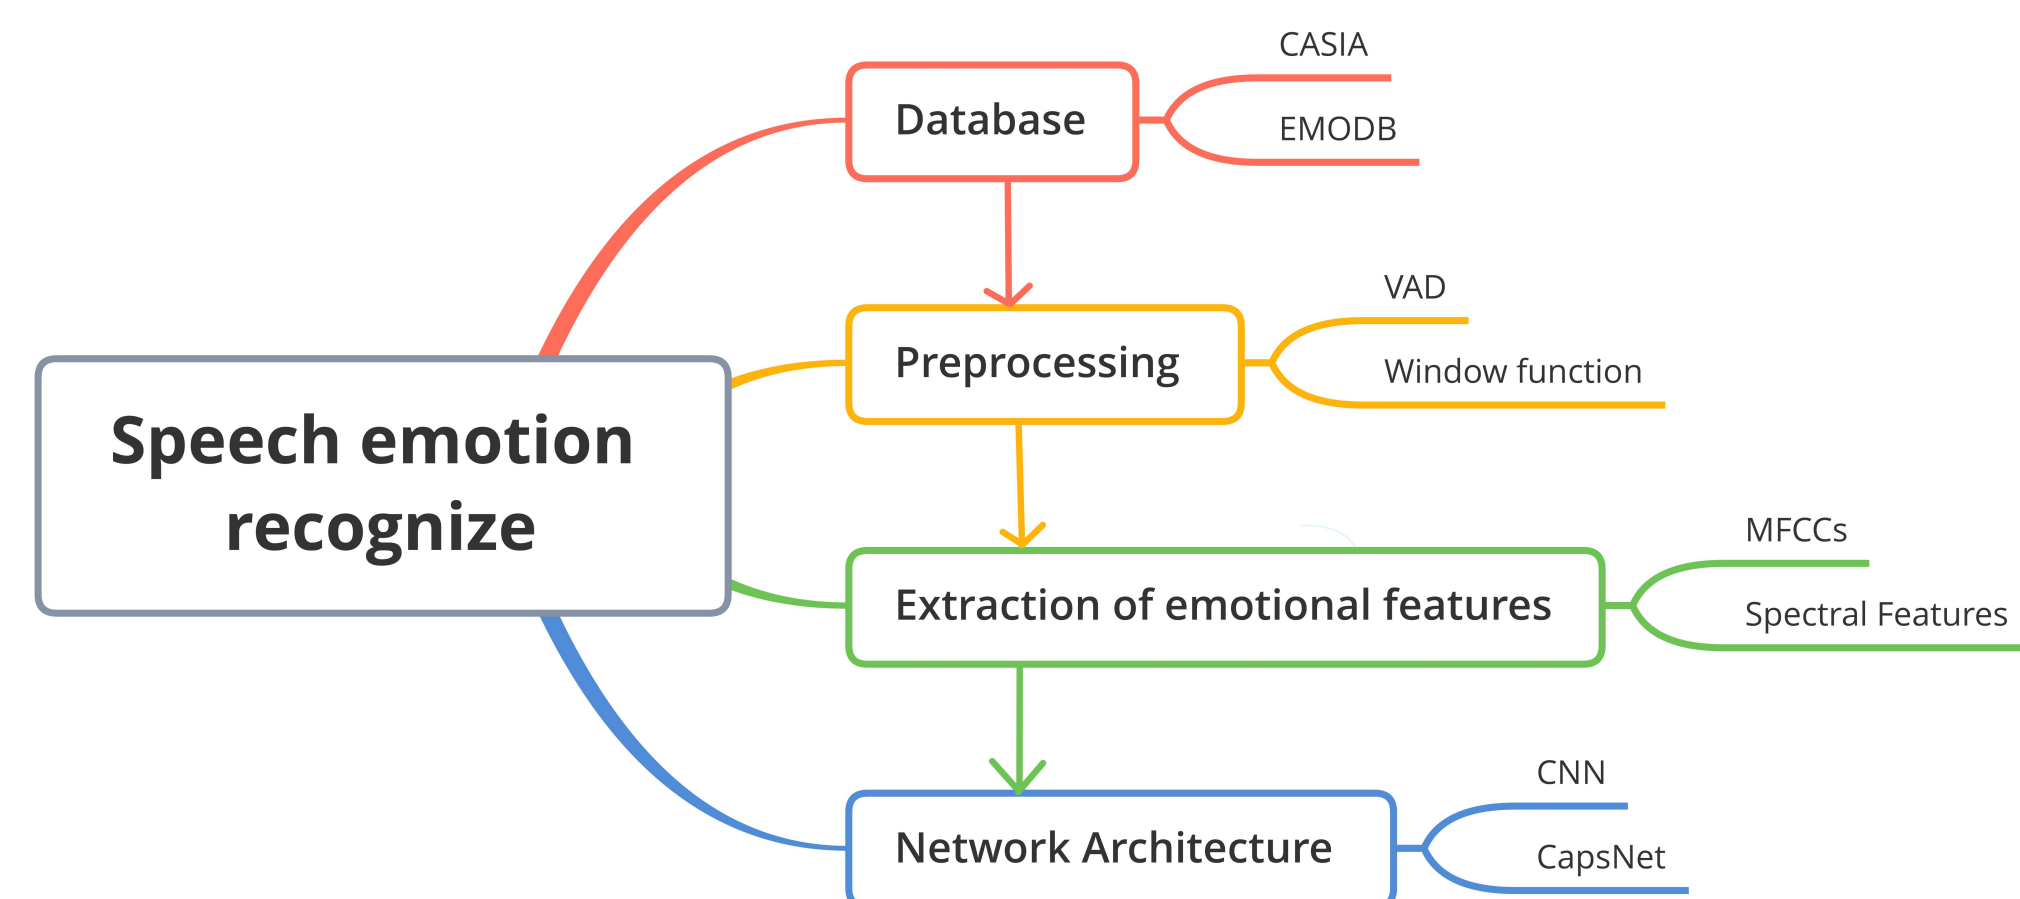 CASIA
Database
EMODB
VAD
Preprocessing
Window function
Speech emotion
recognize
MFCCs
Extraction of emotional features
Spectral Features
CNN
Network Architecture
CapsNet